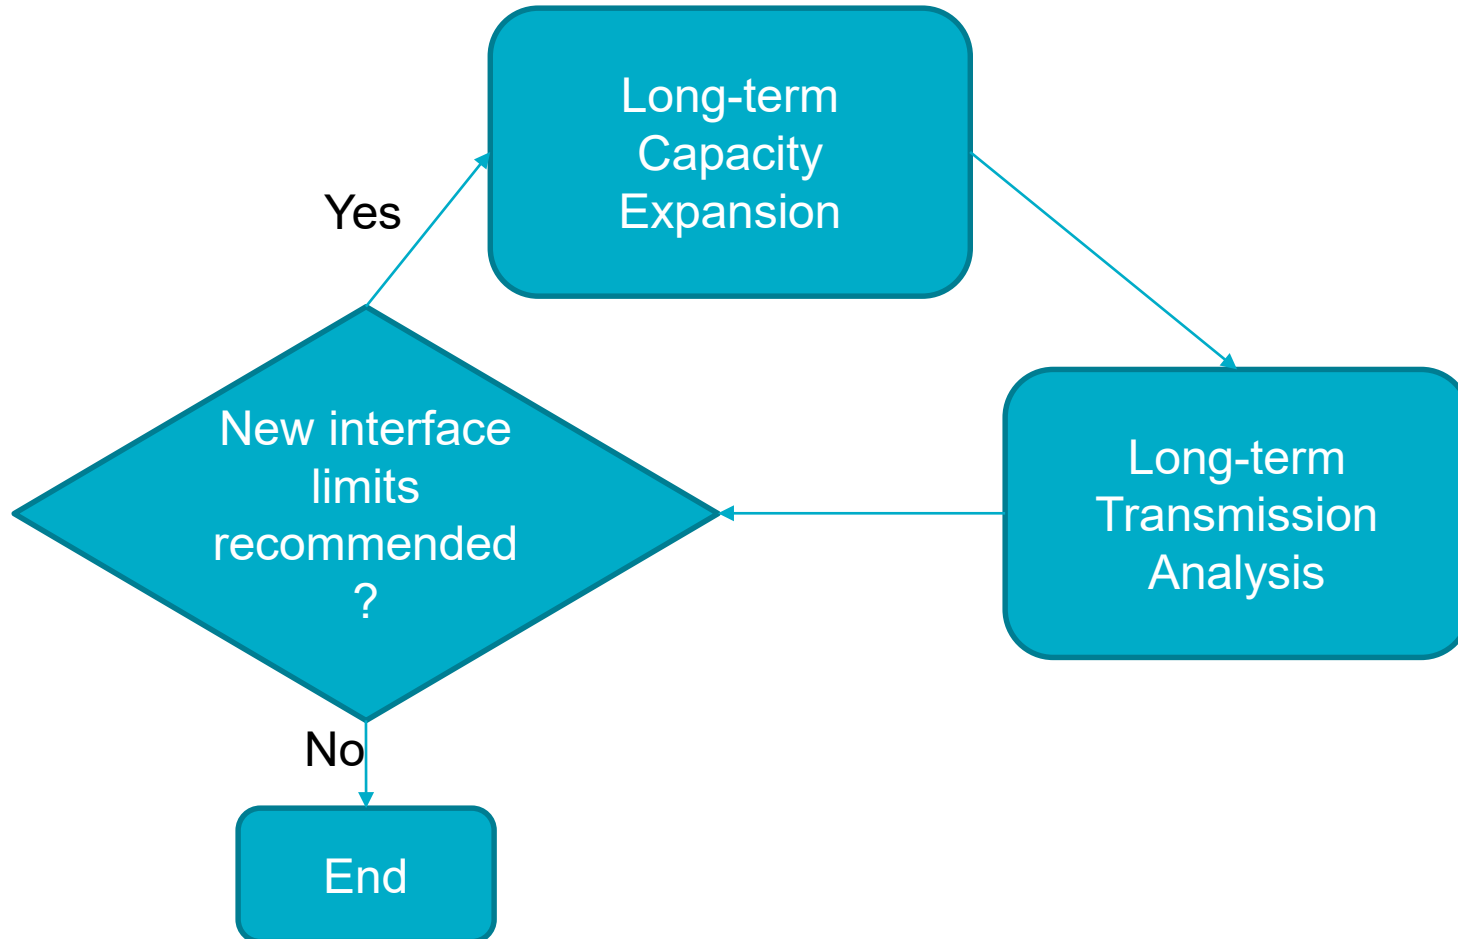 Long-term
Capacity
Expansion
Yes
New interface
limits
recommended
?
Long-term
Transmission
Analysis
No
End